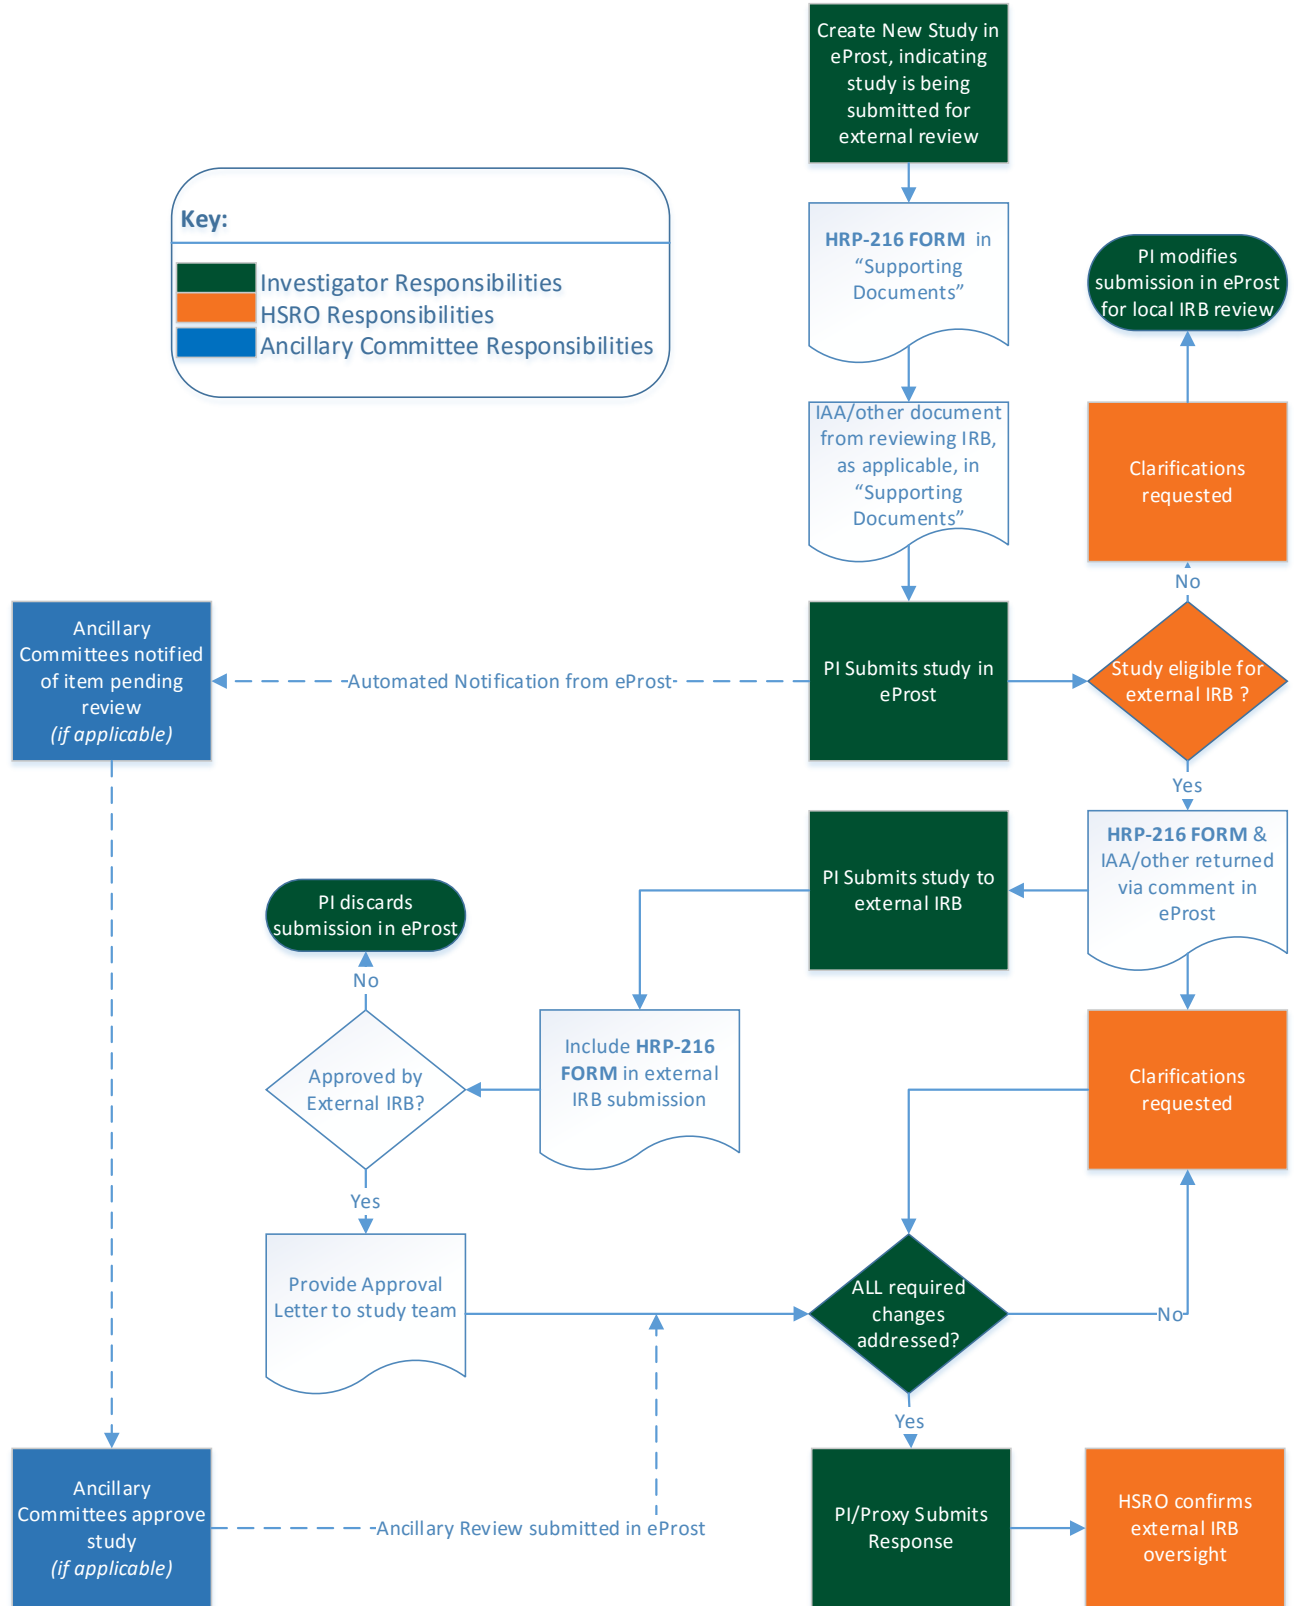 Create New Study in
eProst, indicating
study is being
submitted for
external review
Key:
Investigator Responsibilities
HSRO Responsibilities
Ancillary Committee Responsibilities
HRP-216 FORM in
“Supporting
Documents”
PI modifies
submission in eProst
for local IRB review
IAA/other document
from reviewing IRB,
as applicable, in
“Supporting
Documents”
Clarifications
requested
No
Ancillary
Committees notified
of item pending
review
(if applicable)
Automated Notification from eProst
PI Submits study in
eProst
Study eligible for
external IRB ?
Yes
PI Submits study to
external IRB
HRP-216 FORM &
IAA/other returned
via comment in
eProst
PI discards
submission in eProst
No
Approved by
External IRB?
Include HRP-216
FORM in external
IRB submission
Clarifications
requested
Yes
Provide Approval
Letter to study team
ALL required
changes
addressed?
No
Yes
Ancillary
Committees approve
study
(if applicable)
Ancillary Review submitted in eProst
PI/Proxy Submits
Response
HSRO confirms
external IRB
oversight